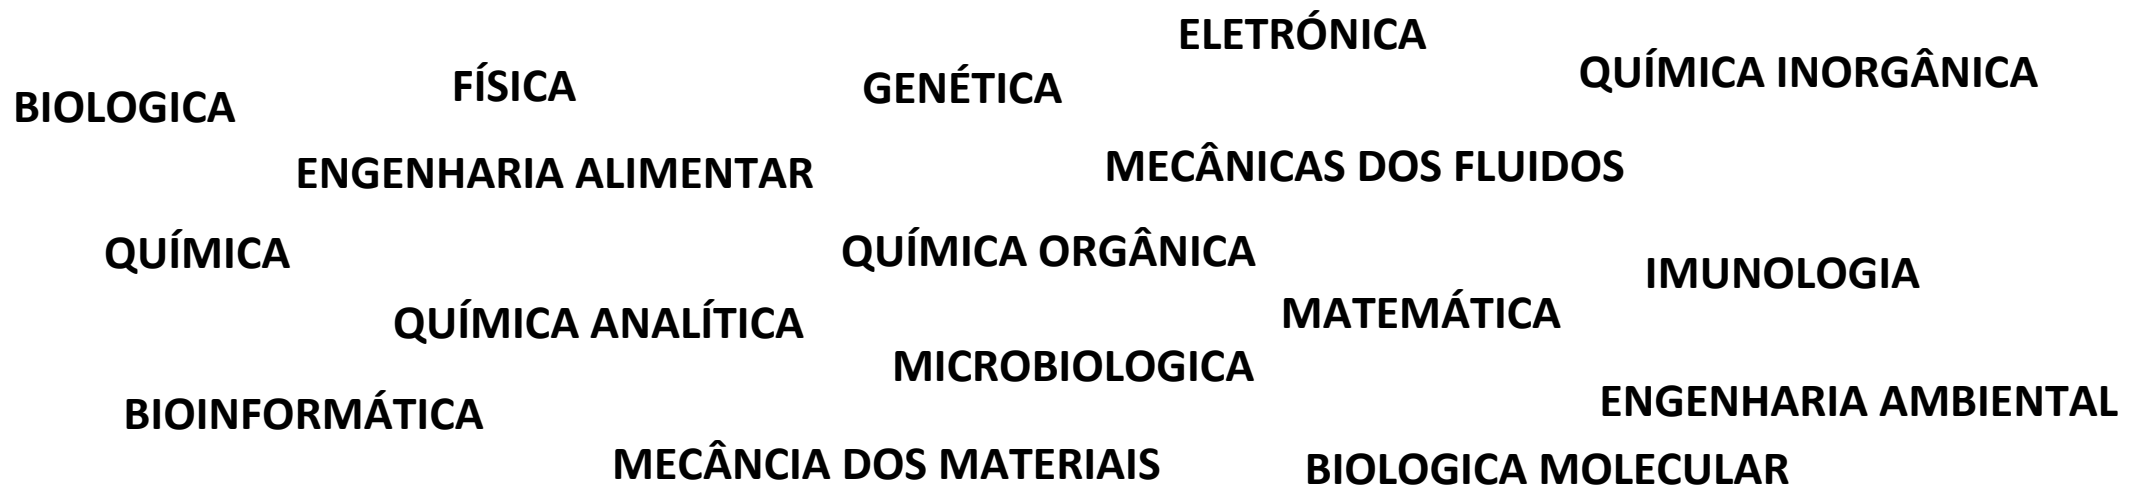 ELETRÓNICA
QUÍMICA INORGÂNICA
FÍSICA
GENÉTICA
BIOLOGICA
MECÂNICAS DOS FLUIDOS
ENGENHARIA ALIMENTAR
QUÍMICA ORGÂNICA
QUÍMICA
IMUNOLOGIA
MATEMÁTICA
QUÍMICA ANALÍTICA
MICROBIOLOGICA
ENGENHARIA AMBIENTAL
BIOINFORMÁTICA
MECÂNCIA DOS MATERIAIS
BIOLOGICA MOLECULAR